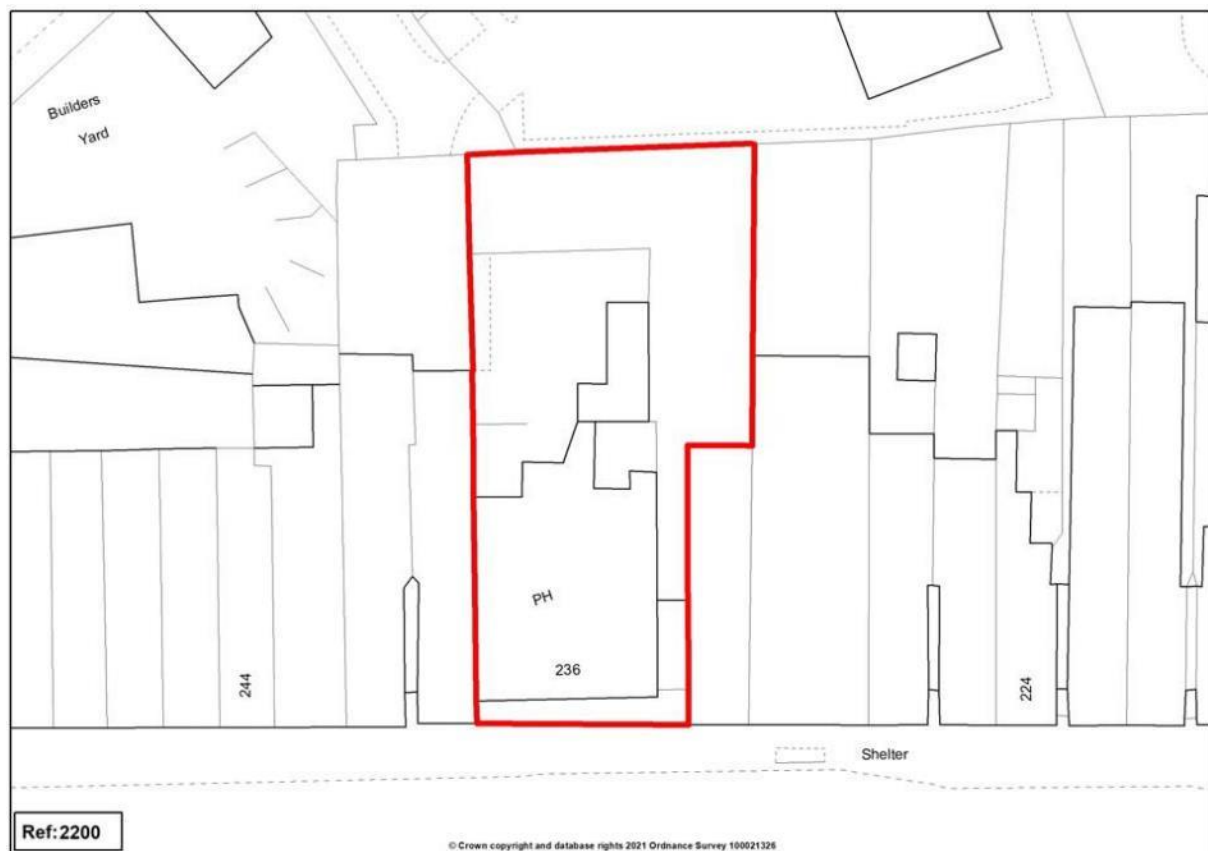 Builders
Yard
PH
236
244
224
Shelter
Ref:2200
© Crown copyright and database rights 2021 Ordnance Survey 100021326